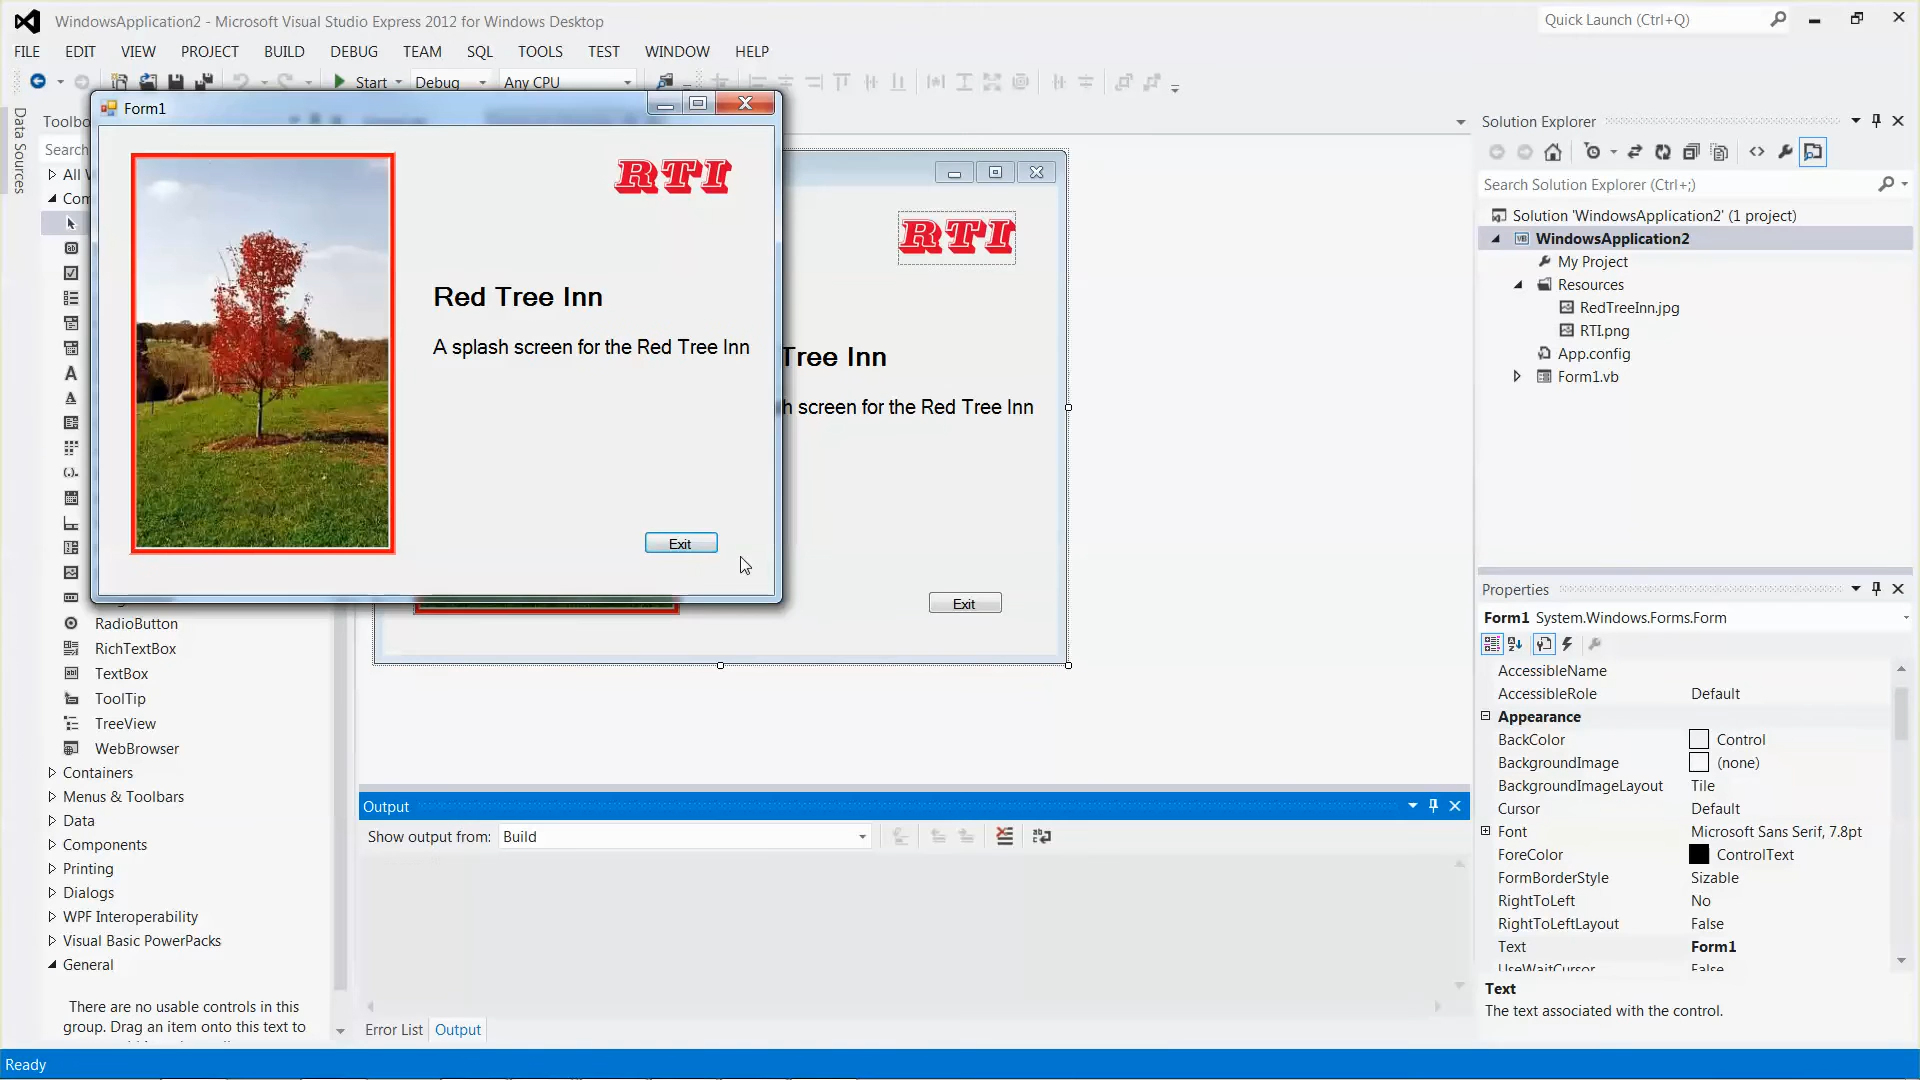 WindowsApplication2 - Microsoft Visual Studio Express 2012 for Windows Desktop
Quick Launch (Ctrl+Q)
FILE EDIT VIEW PROJECT BUILD DEBUG TEAM SQL TOOLS TEST WINDOW HELP
Start Debug Any CPU
Data Sources
Toolbo
Search
All W
Com
RadioButton
RichTextBox
TextBox
ToolTip
TreeView
WebBrowser
Containers
Menus & Toolbars
Data
Components
Printing
Dialogs
WPF Interoperability
Visual Basic PowerPacks
General
There are no usable controls in this
group. Drag an item onto this text to
Form1
RTI
Red Tree Inn
A splash screen for the Red Tree Inn
Exit
RTI
Tree Inn
h screen for the Red Tree Inn
Exit
Output
Show output from: Build
Error List Output
Solution Explorer
Search Solution Explorer (Ctrl+;)
Solution 'WindowsApplication2' (1 project)
VB WindowsApplication2
My Project
Resources
RedTreeInn.jpg
RTI.png
App.config
Form1.vb
Properties
Form1 System.Windows.Forms.Form
AccessibleName
AccessibleRole Default
Appearance
BackColor Control
BackgroundImage (none)
BackgroundImageLayout Tile
Cursor Default
Font Microsoft Sans Serif, 7.8pt
ForeColor ControlText
FormBorderStyle Sizable
RightToLeft No
RightToLeftLayout False
Text Form1
UseWaitCursor False
Text
The text associated with the control.
Ready